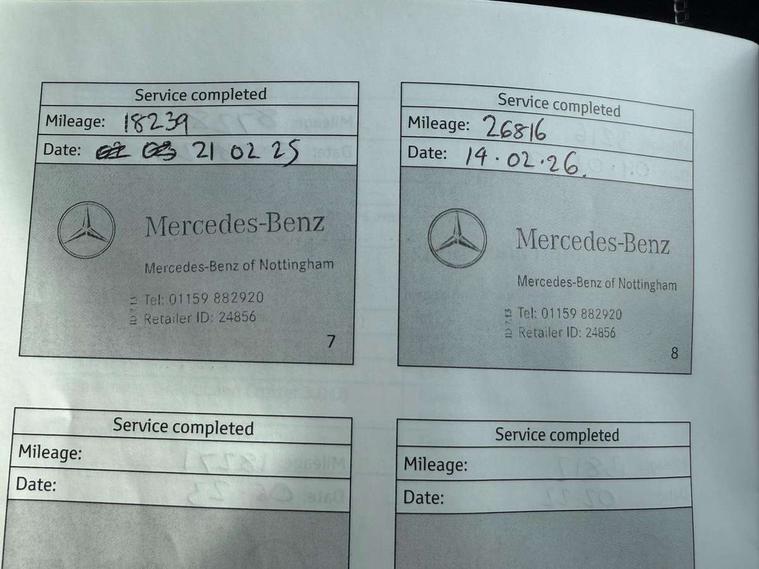 Service completed
Mileage: 18239
Date: 21 02 25
Mercedes-Benz
Mercedes-Benz of Nottingham
Tel: 01159 882920
Retailer ID: 24856
7
Service completed
Mileage: 26816
Date: 14.02.26.
Mercedes-Benz
Mercedes-Benz of Nottingham
Tel: 01159 882920
Retailer ID: 24856
8
Service completed
Mileage:
Date:
Service completed
Mileage:
Date: